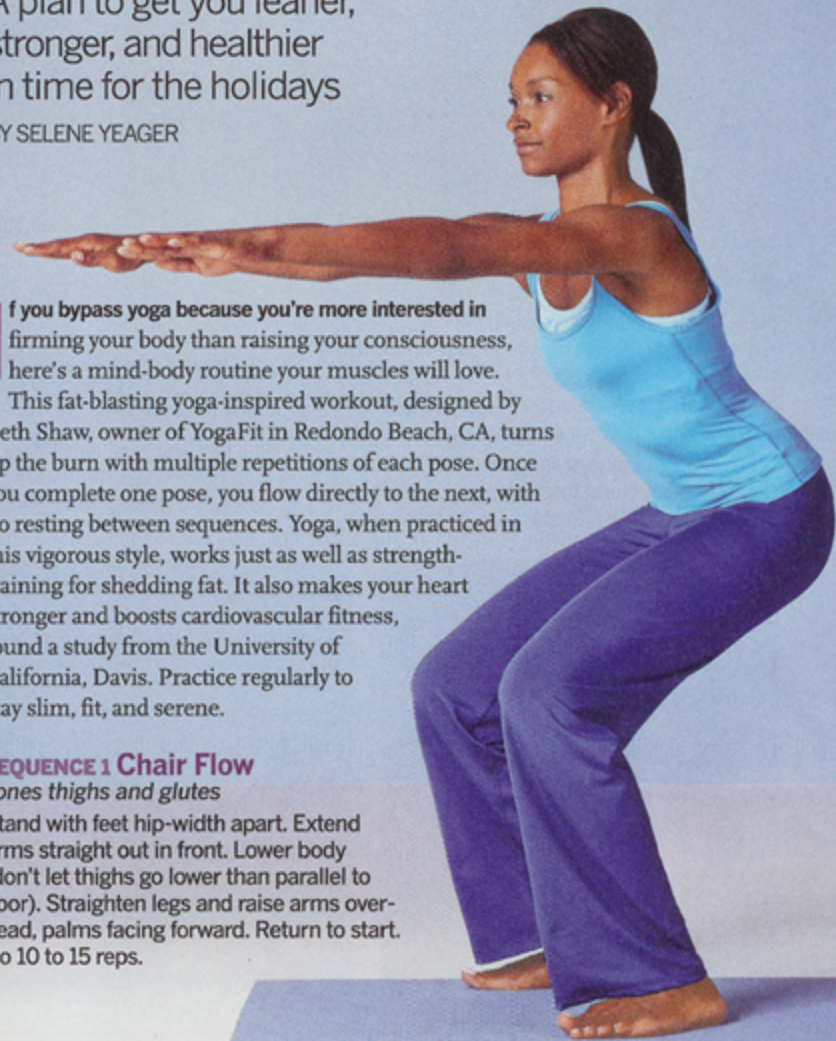 A plan to get you leaner,
stronger, and healthier
n time for the holidays
Y SELENE YEAGER
f you bypass yoga because you're more interested in
firming your body than raising your consciousness,
here's a mind-body routine your muscles will love.
This fat-blasting yoga-inspired workout, designed by
eth Shaw, owner of YogaFit in Redondo Beach, CA, turns
p the burn with multiple repetitions of each pose. Once
ou complete one pose, you flow directly to the next, with
o resting between sequences. Yoga, when practiced in
his vigorous style, works just as well as strength-
aining for shedding fat. It also makes your heart
tronger and boosts cardiovascular fitness,
ound a study from the University of
alifornia, Davis. Practice regularly to
ay slim, fit, and serene.
EQUENCE 1 Chair Flow
ones thighs and glutes
tand with feet hip-width apart. Extend
rms straight out in front. Lower body
don't let thighs go lower than parallel to
oor). Straighten legs and raise arms over-
ead, palms facing forward. Return to start.
o 10 to 15 reps.